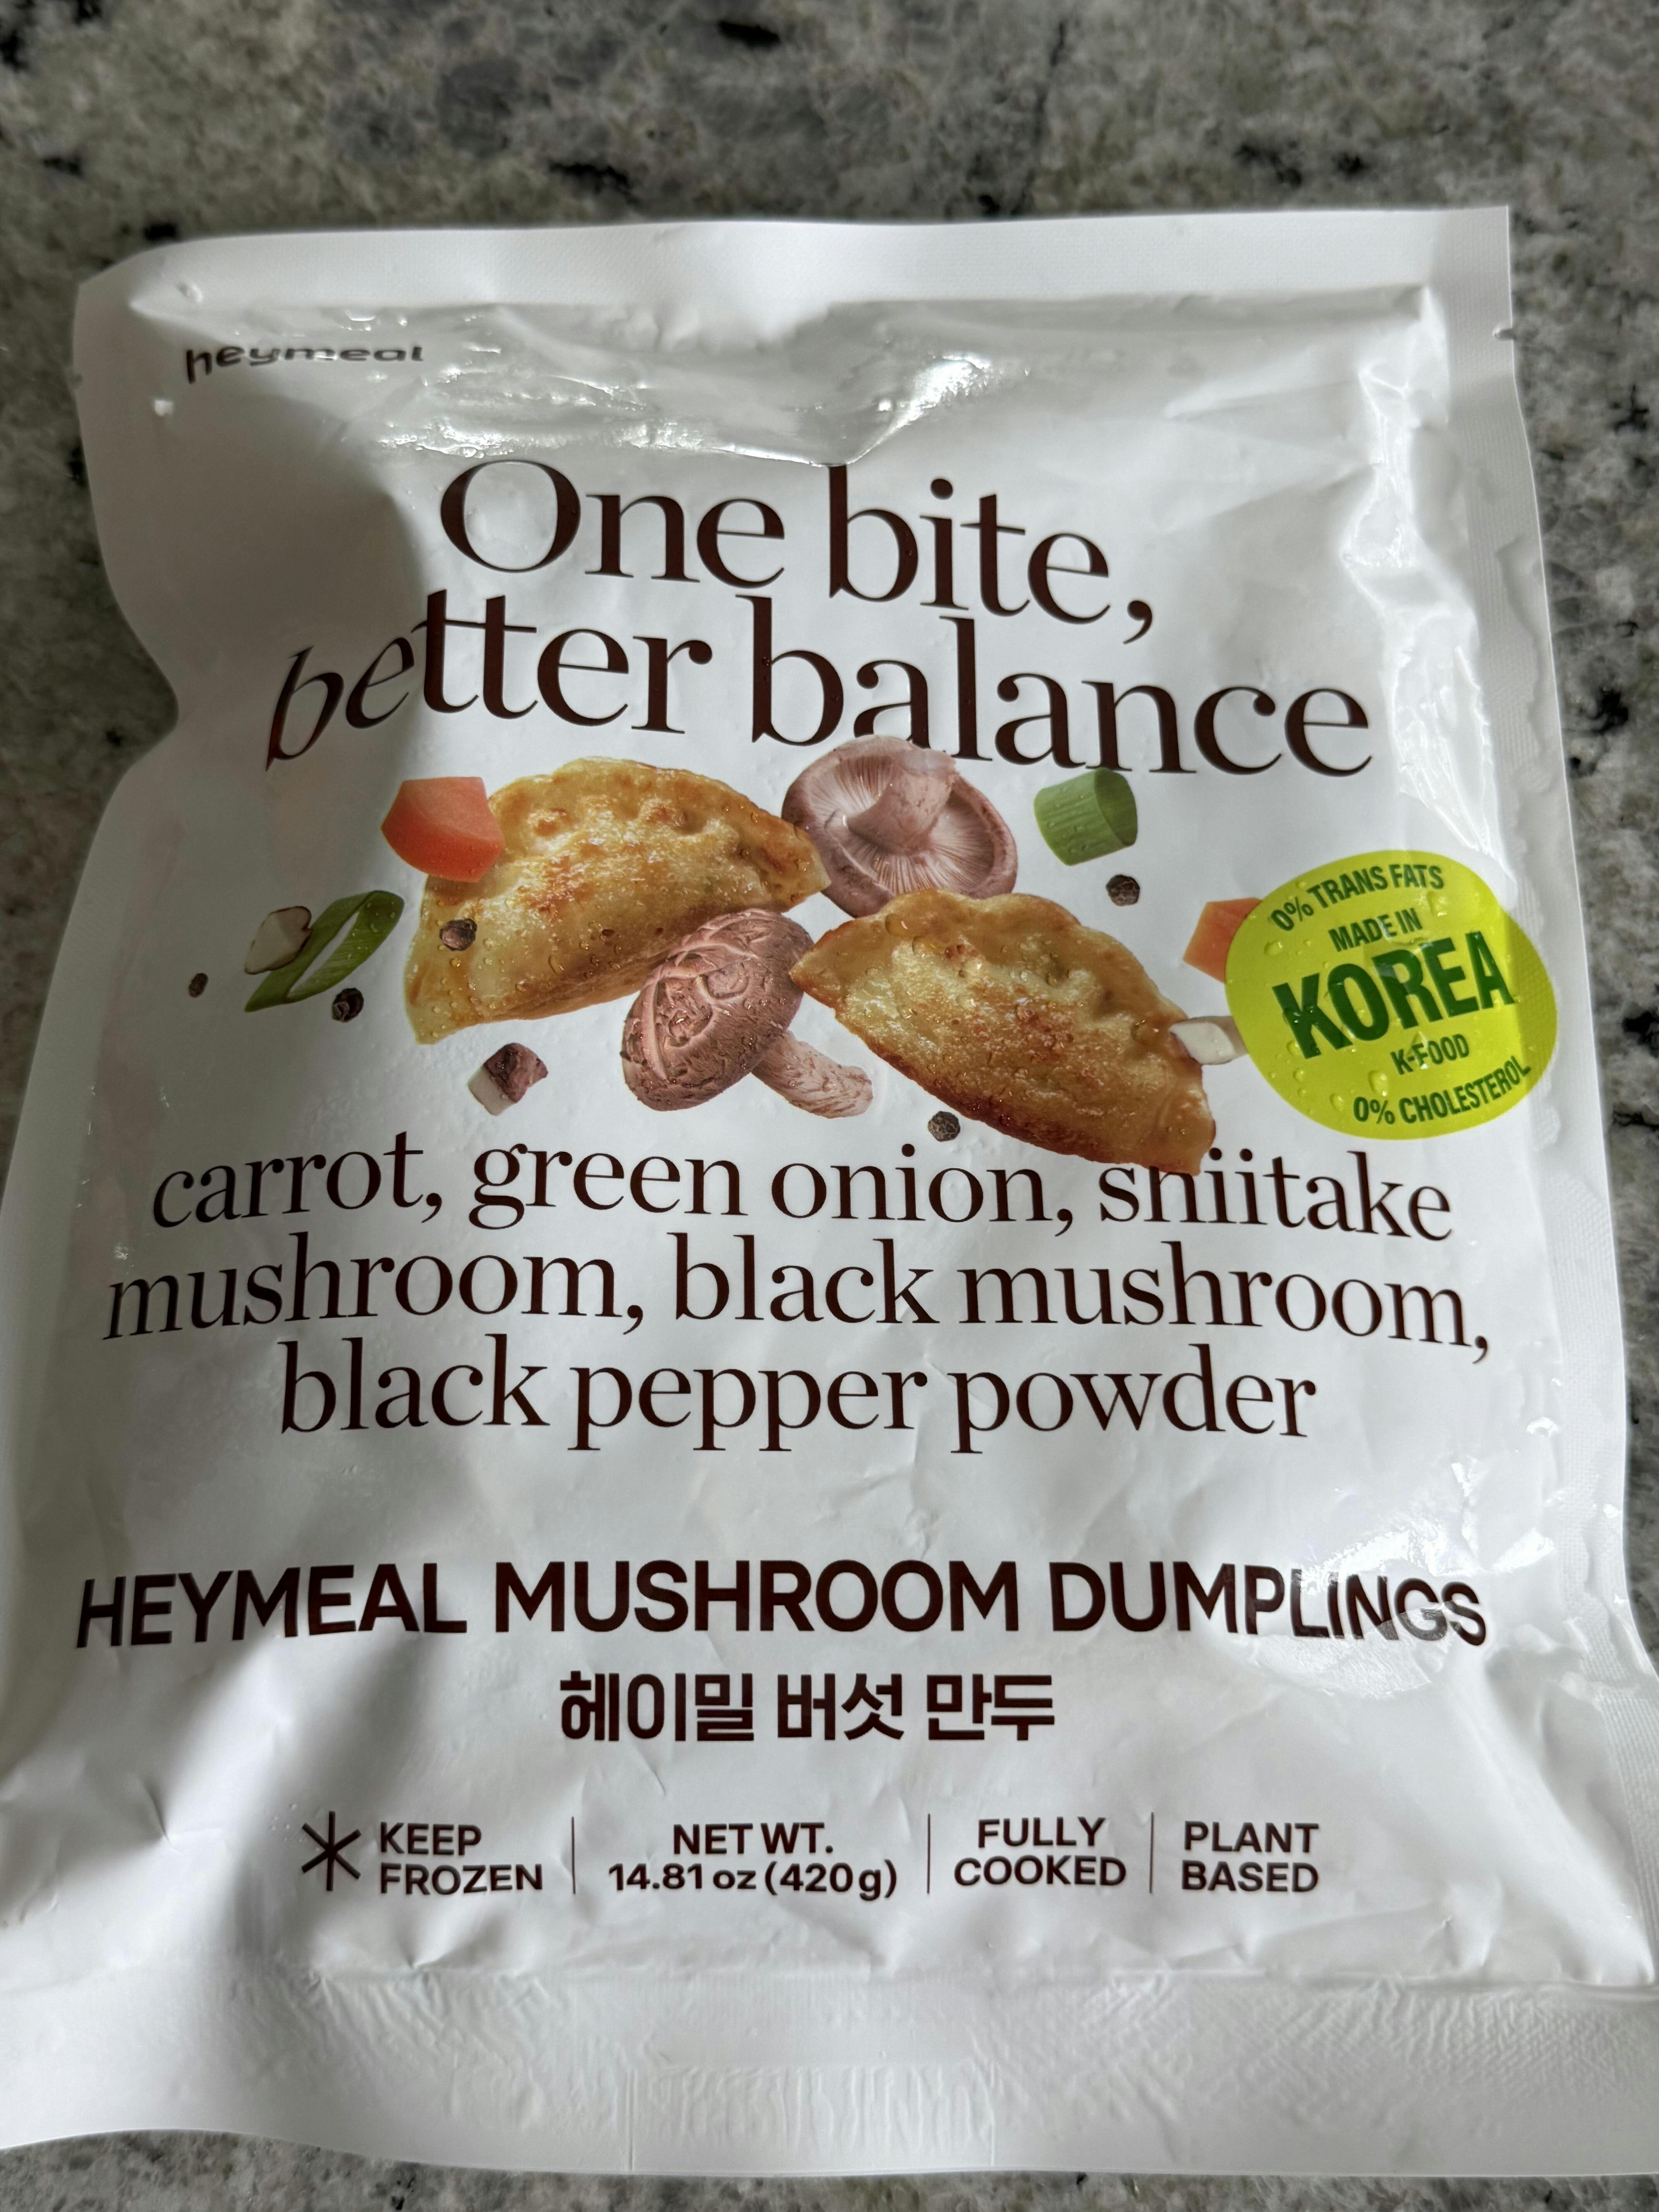 heymeal
One bite,
better balance
0% TRANS FATS
MADE IN
KOREA
K-FOOD
0% CHOLESTEROL
carrot, green onion, shiitake
mushroom, black mushroom,
black pepper powder
HEYMEAL MUSHROOM DUMPLINGS
헤이밀 버섯 만두
KEEP
FROZEN
NET WT.
14.81 oz (420g)
FULLY
COOKED
PLANT
BASED